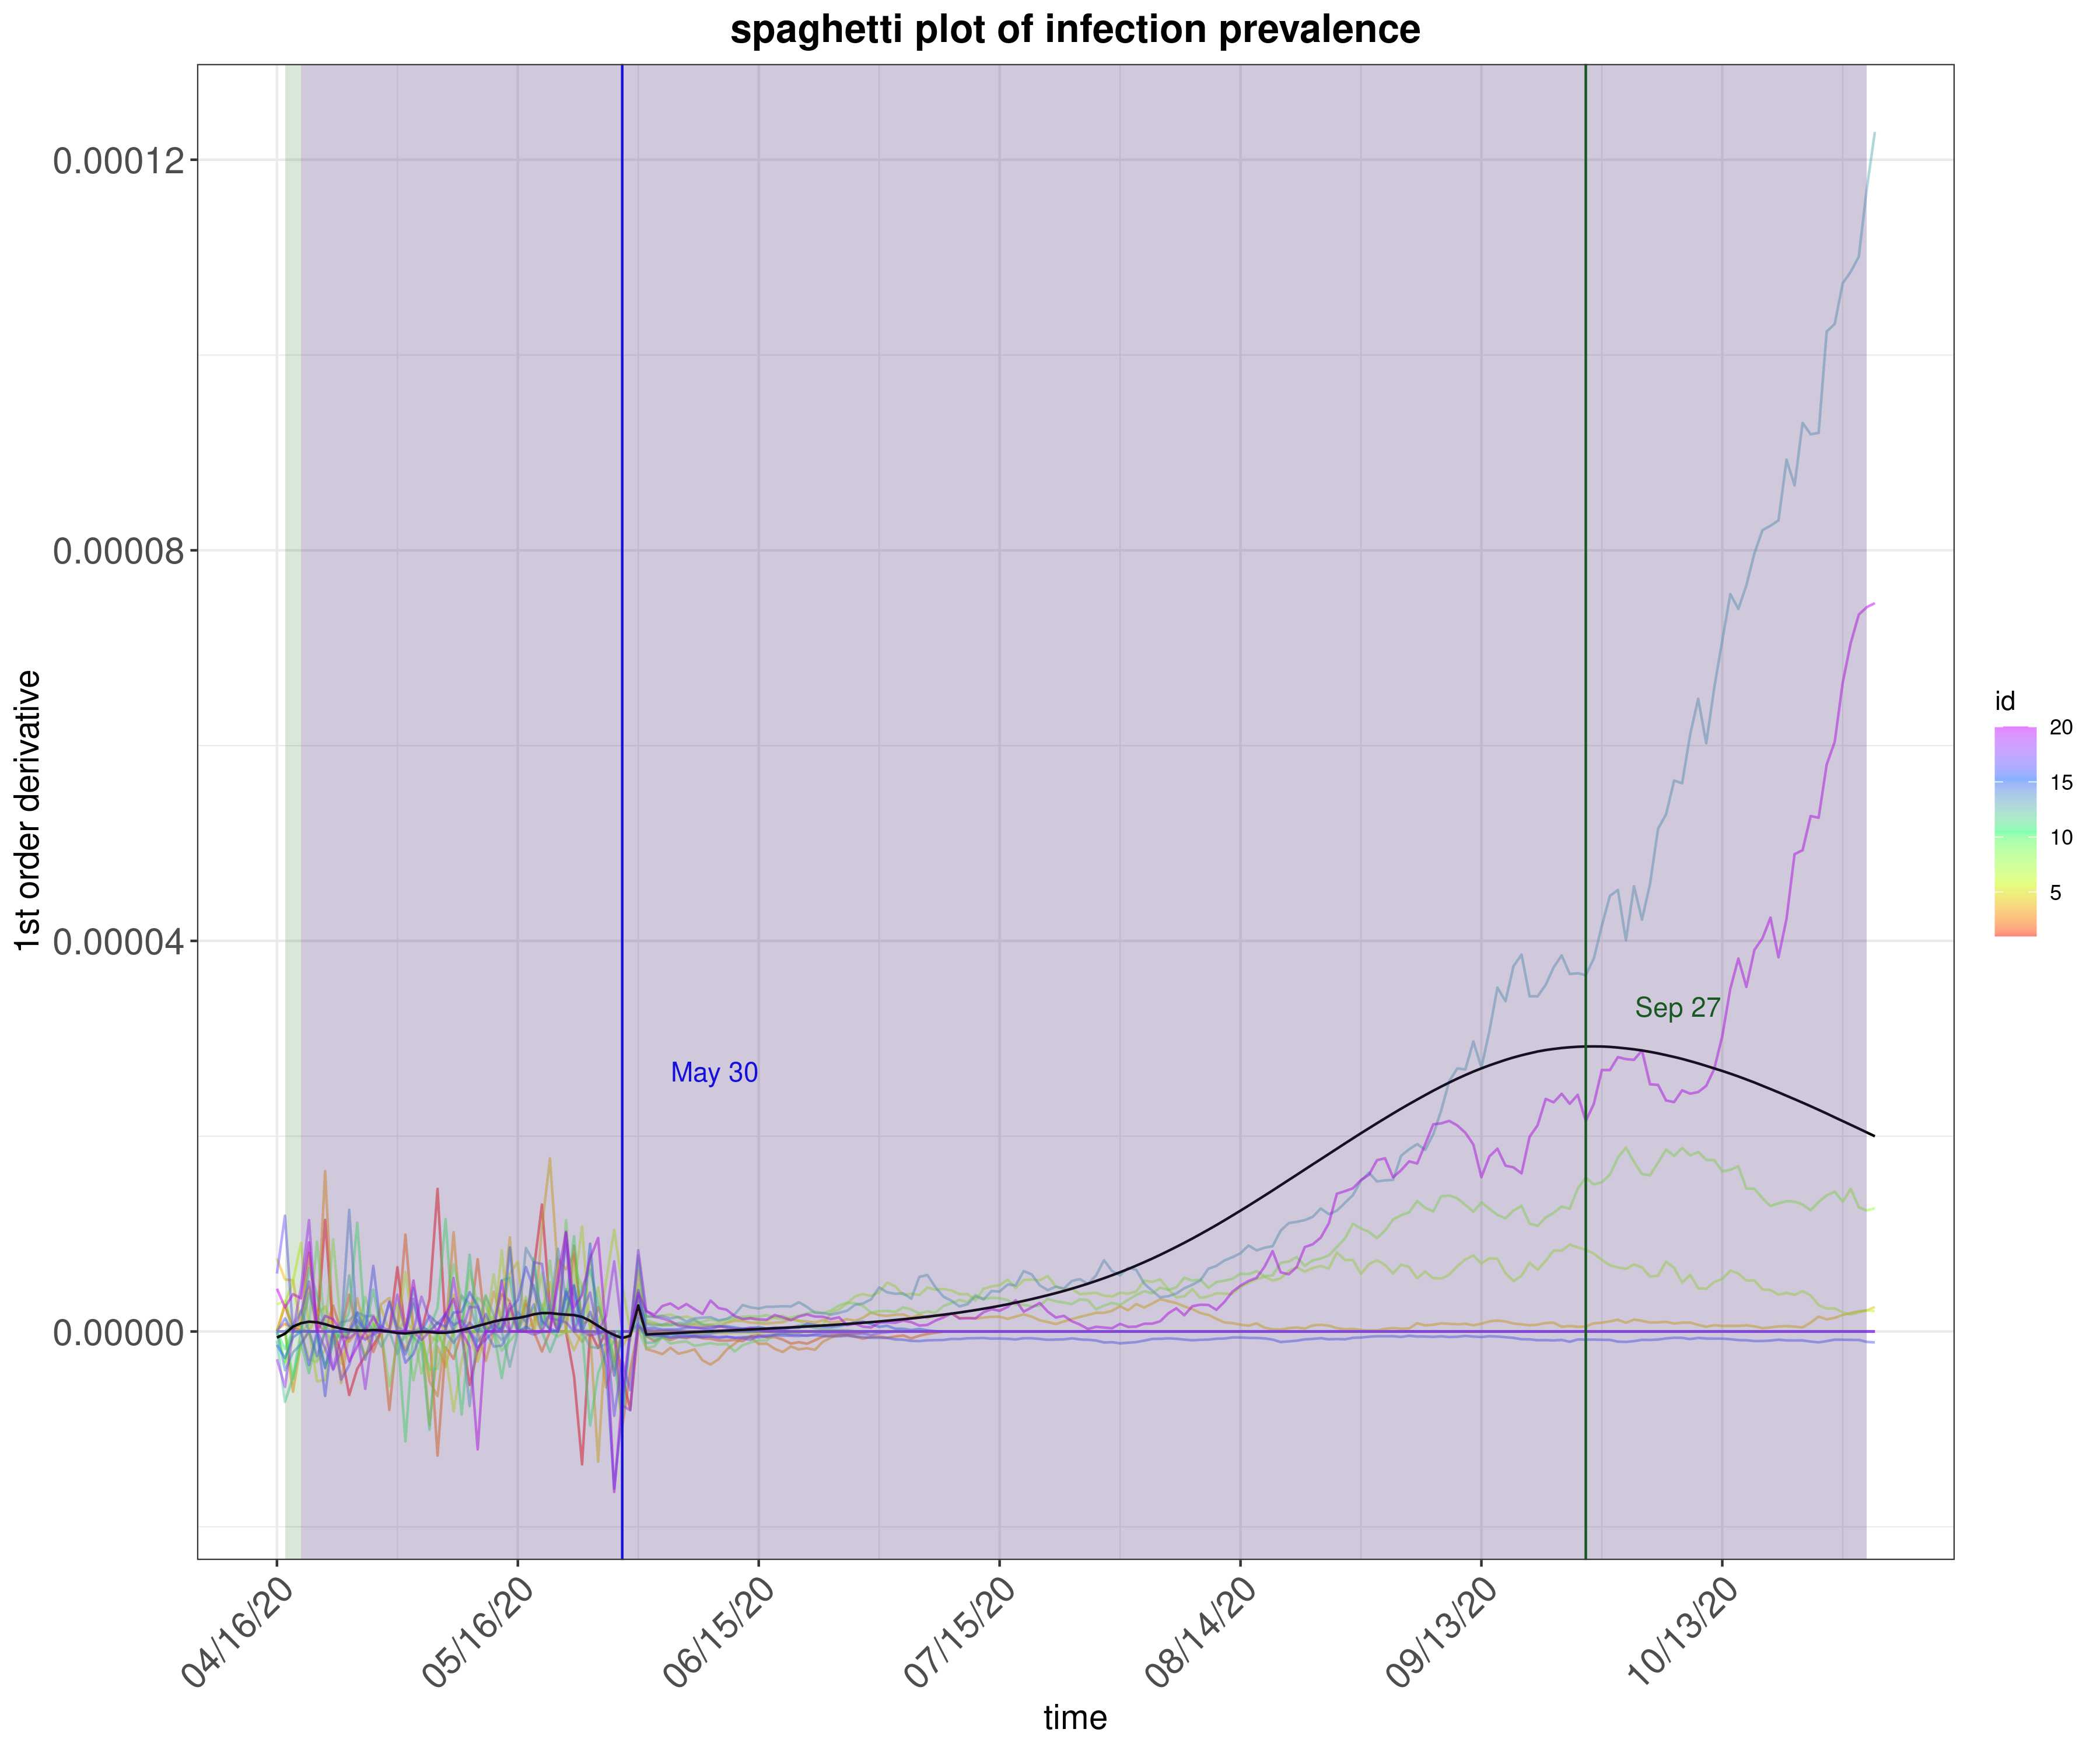 spaghetti plot of infection prevalence
0.00012
0.00008
0.00004
0.00000
1st order derivative
May 30
Sep 27
04/16/20
05/16/20
06/15/20
07/15/20
08/14/20
09/13/20
10/13/20
time
id
20
15
10
5